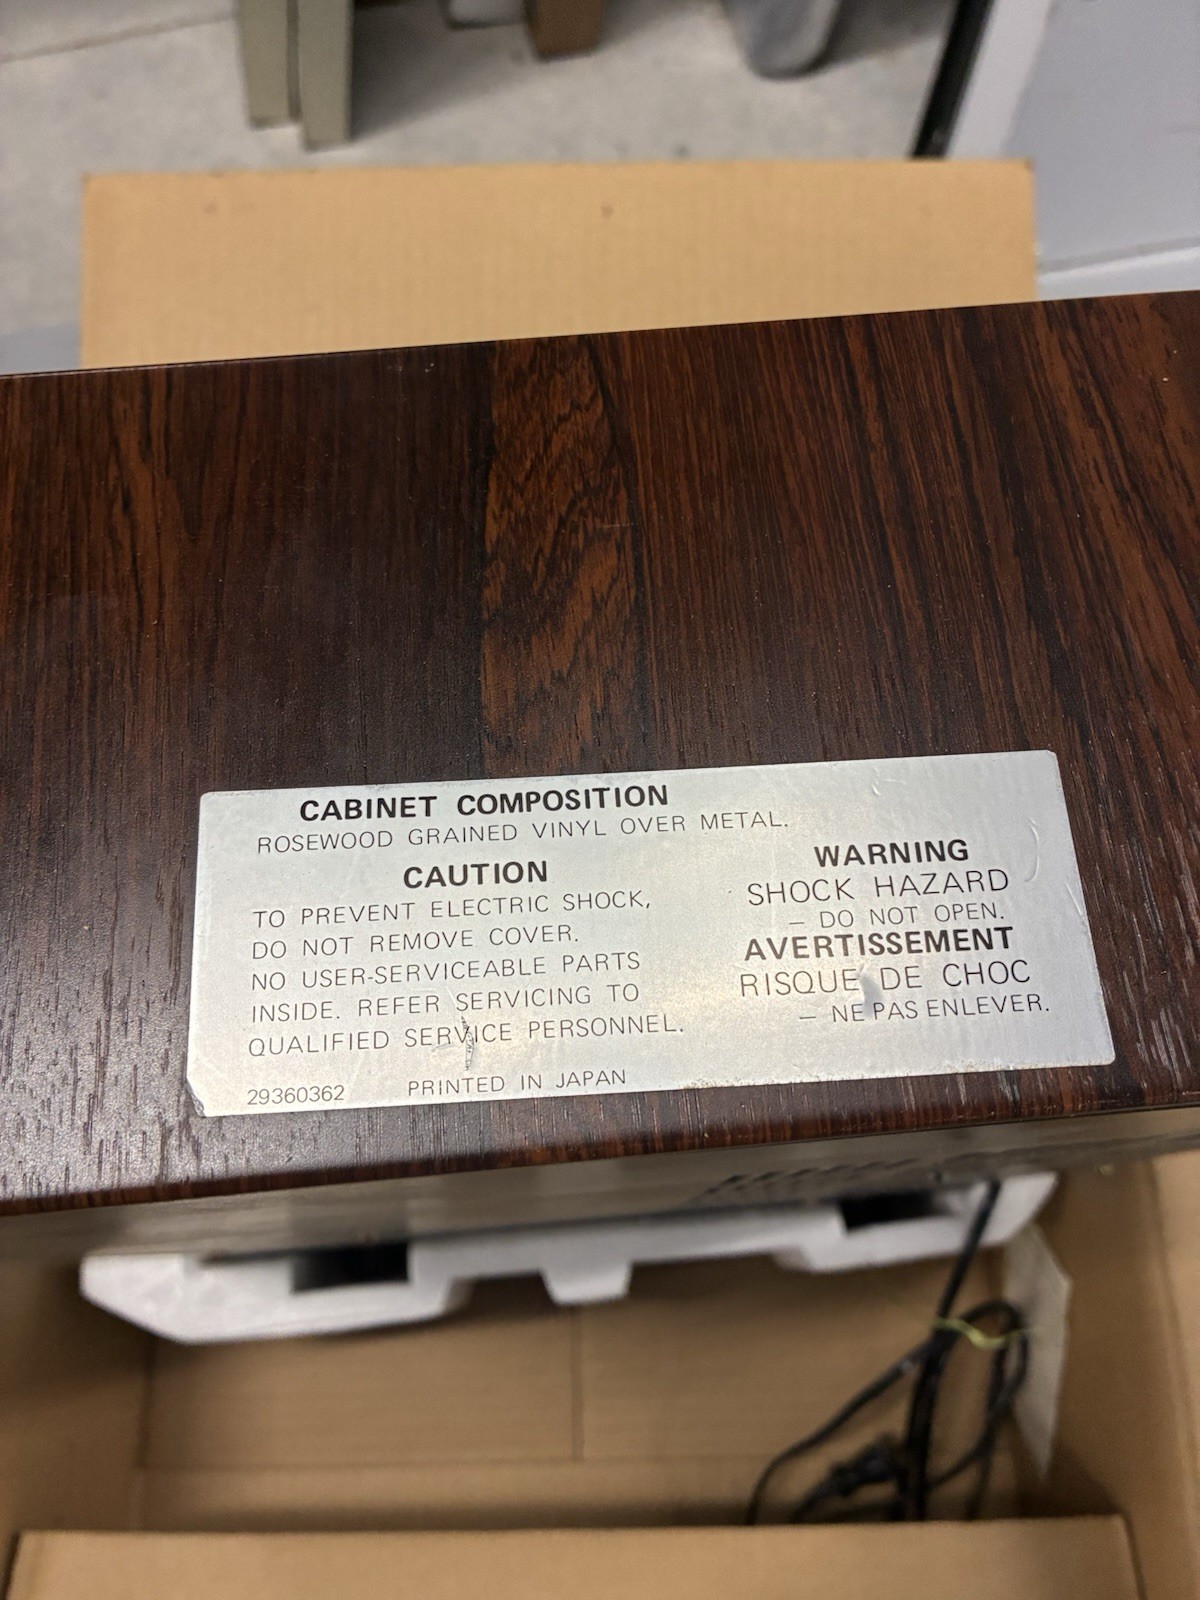 CABINET COMPOSITION
ROSEWOOD GRAINED VINYL OVER METAL.
CAUTION
TO PREVENT ELECTRIC SHOCK,
DO NOT REMOVE COVER.
NO USER-SERVICEABLE PARTS
INSIDE. REFER SERVICING TO
QUALIFIED SERVICE PERSONNEL.
29360362 PRINTED IN JAPAN
WARNING
SHOCK HAZARD
– DO NOT OPEN.
AVERTISSEMENT
RISQUE DE CHOC
– NE PAS ENLEVER.